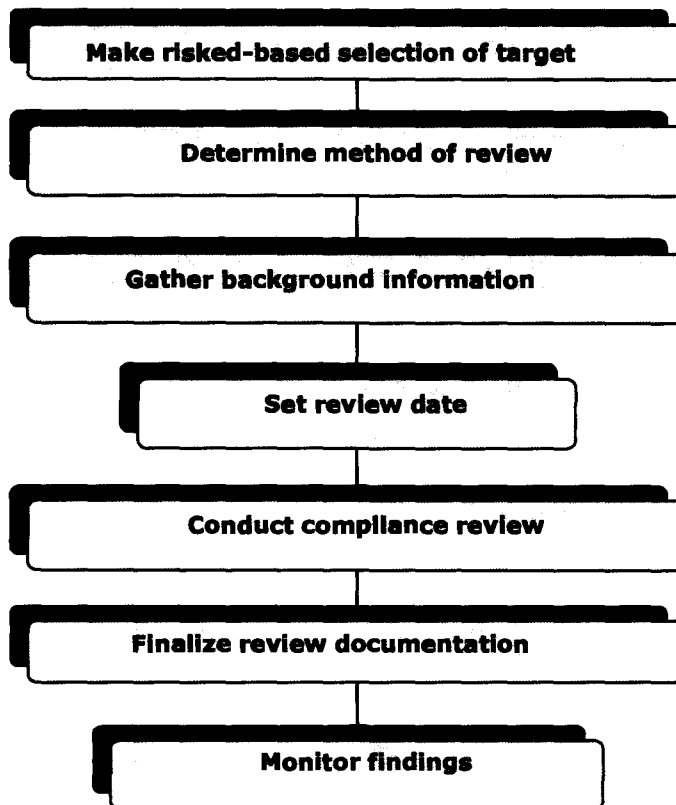 Make risked-based selection of target
Determine method of review
Gather background information
Set review date
Conduct compliance review
Finalize review documentation
Monitor findings